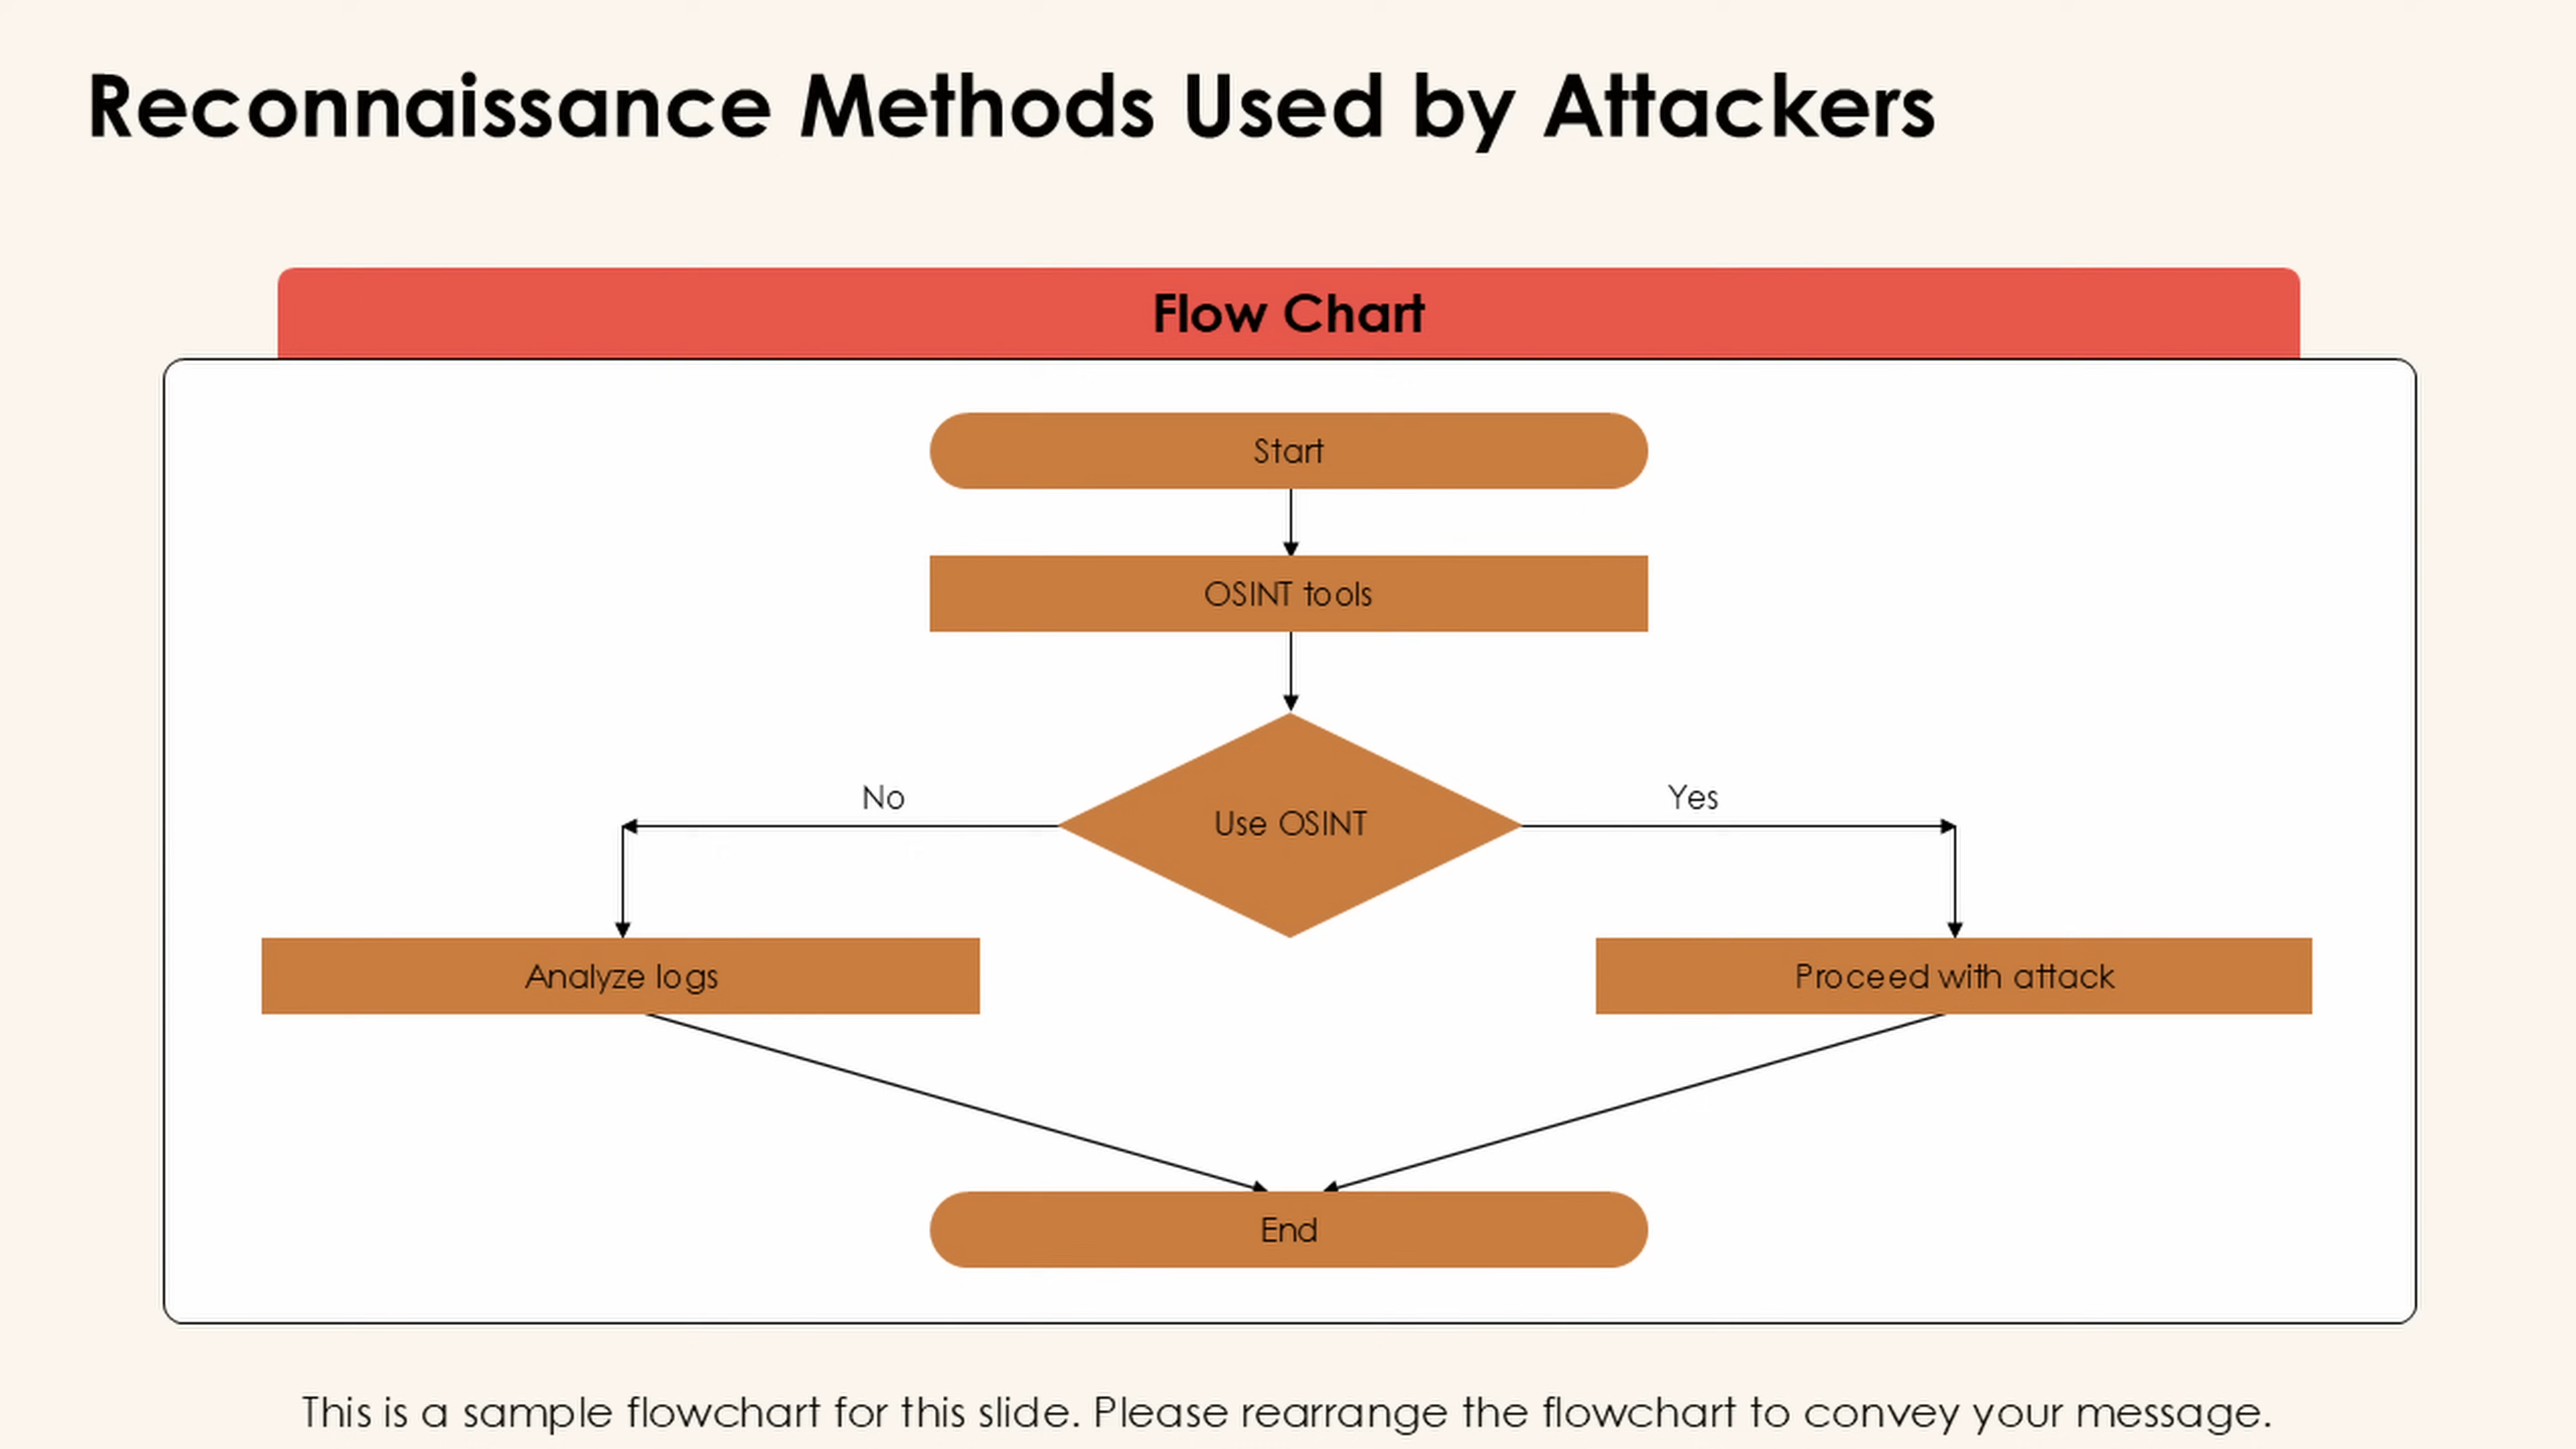 Reconnaissance Methods Used by Attackers
Flow Chart
Start
OSINT tools
Use OSINT
No
Yes
Analyze logs
Proceed with attack
End
This is a sample flowchart for this slide. Please rearrange the flowchart to convey your message.